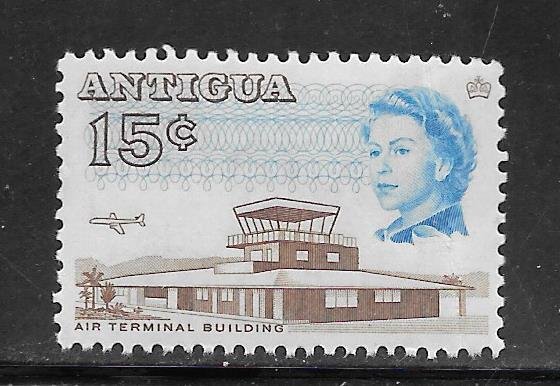 ANTIGUA
15¢
AIR TERMINAL BUILDING